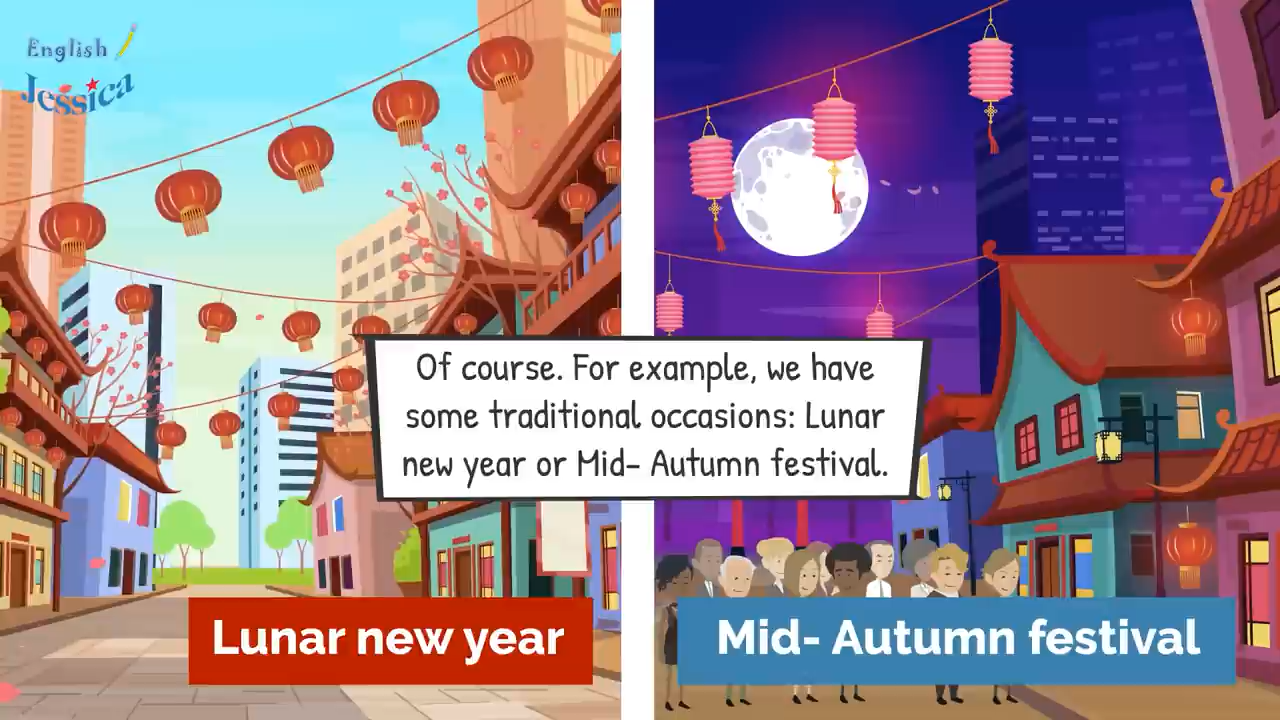 English
Jessica
Of course. For example, we have
some traditional occasions: Lunar
new year or Mid- Autumn festival.
Lunar new year
Mid- Autumn festival